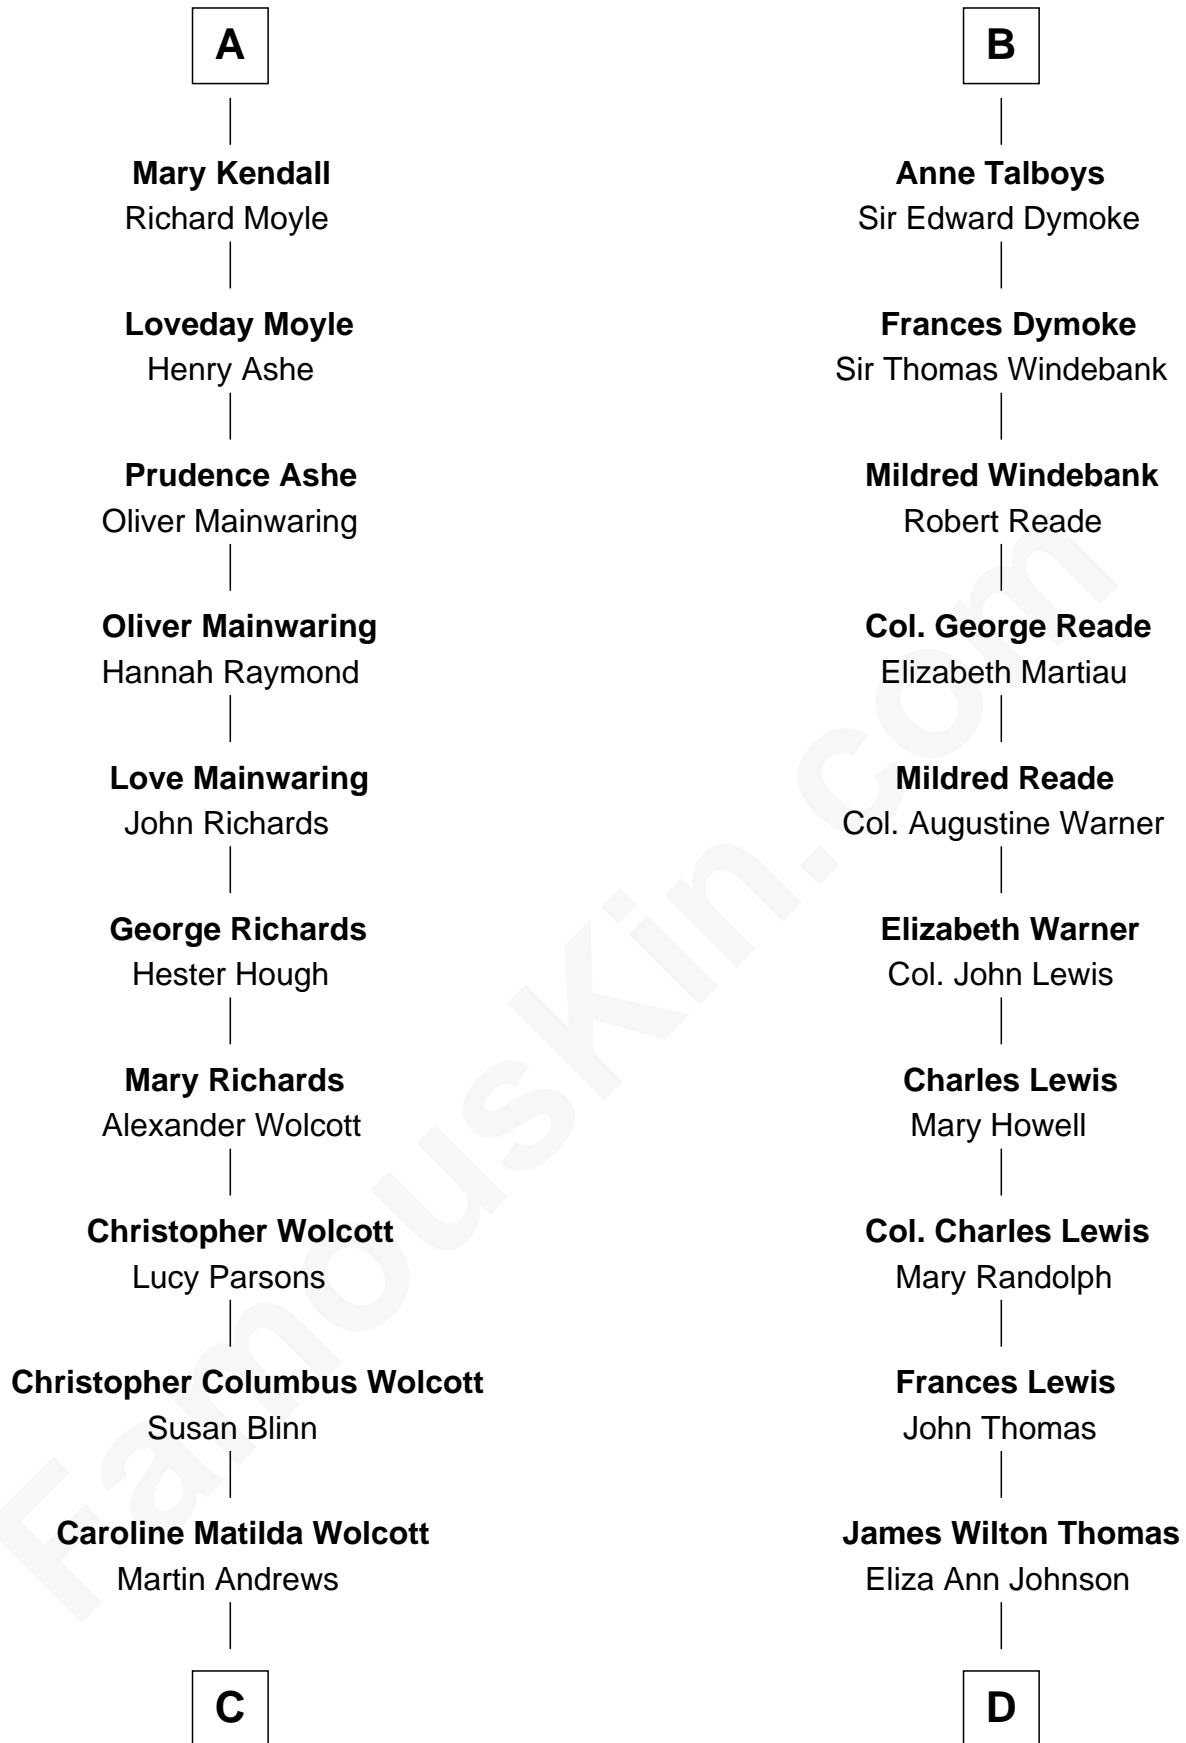 A
Mary Kendall
Richard Moyle
Loveday Moyle
Henry Ashe
Prudence Ashe
Oliver Mainwaring
Oliver Mainwaring
Hannah Raymond
Love Mainwaring
John Richards
George Richards
Hester Hough
Mary Richards
Alexander Wolcott
Christopher Wolcott
Lucy Parsons
Christopher Columbus Wolcott
Susan Blinn
Caroline Matilda Wolcott
Martin Andrews
C
B
Anne Talboys
Sir Edward Dymoke
Frances Dymoke
Sir Thomas Windebank
Mildred Windebank
Robert Reade
Col. George Reade
Elizabeth Martiau
Mildred Reade
Col. Augustine Warner
Elizabeth Warner
Col. John Lewis
Charles Lewis
Mary Howell
Col. Charles Lewis
Mary Randolph
Frances Lewis
John Thomas
James Wilton Thomas
Eliza Ann Johnson
D
FamousKin.com